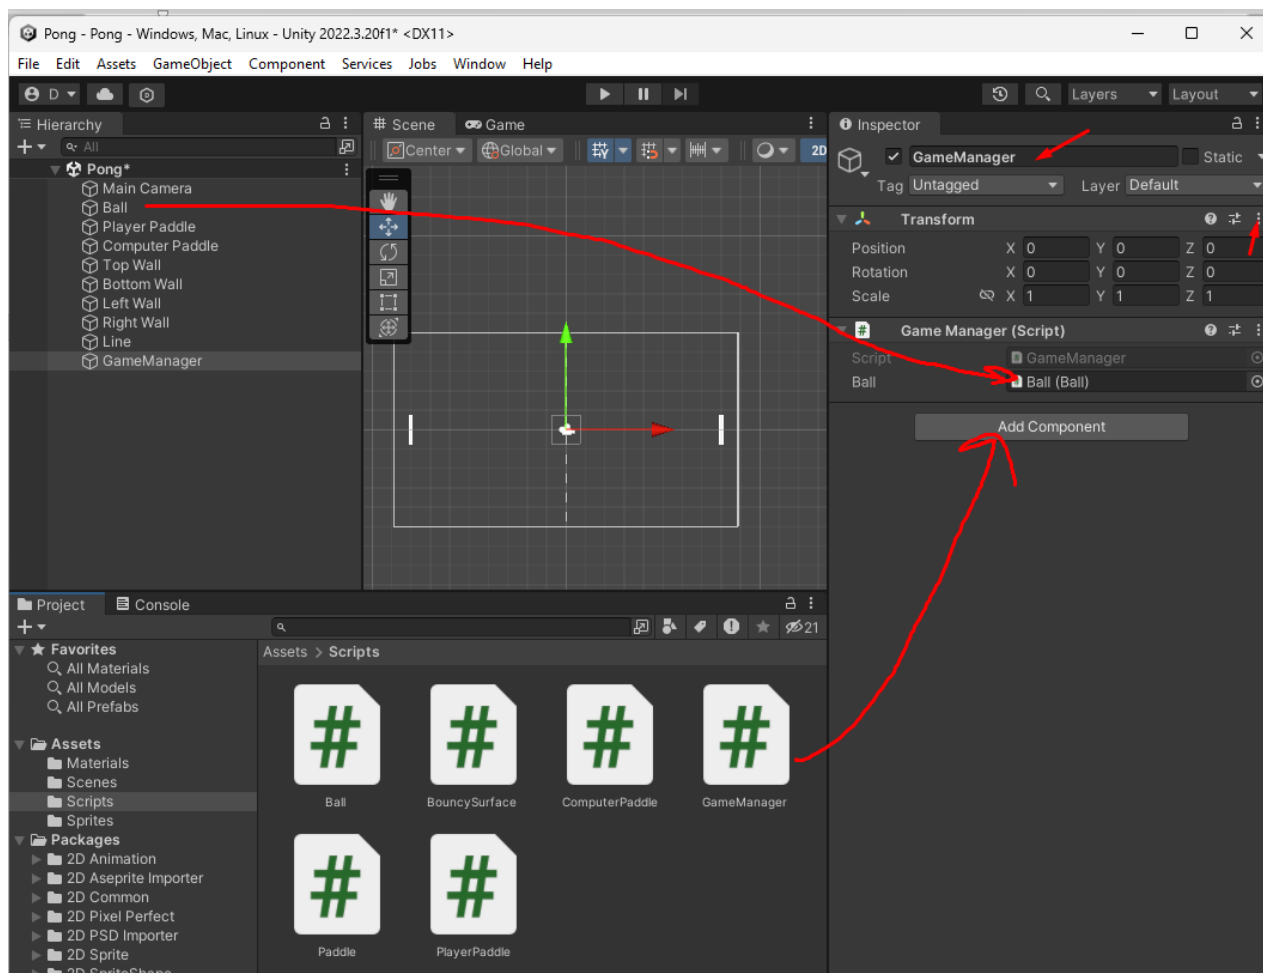 Pong - Pong - Windows, Mac, Linux - Unity 2022.3.20f1* <DX11>
File Edit Assets GameObject Component Services Jobs Window Help
D Layers Layout
Hierarchy
All
Pong*
Main Camera
Ball
Player Paddle
Computer Paddle
Top Wall
Bottom Wall
Left Wall
Right Wall
Line
GameManager
Scene Game
Center Global 2D
Inspector
GameManager Static
Tag Untagged Layer Default
Transform
Position X 0 Y 0 Z 0
Rotation X 0 Y 0 Z 0
Scale X 1 Y 1 Z 1
# Game Manager (Script)
Script GameManager
Ball Ball (Ball)
Add Component
Project Console
21
Favorites
All Materials
All Models
All Prefabs
Assets
Materials
Scenes
Scripts
Sprites
Packages
2D Animation
2D Aseprite Importer
2D Common
2D Pixel Perfect
2D PSD Importer
2D Sprite
2D SpriteShape
Assets > Scripts
# # # #
Ball BouncySurface ComputerPaddle GameManager
# #
Paddle PlayerPaddle